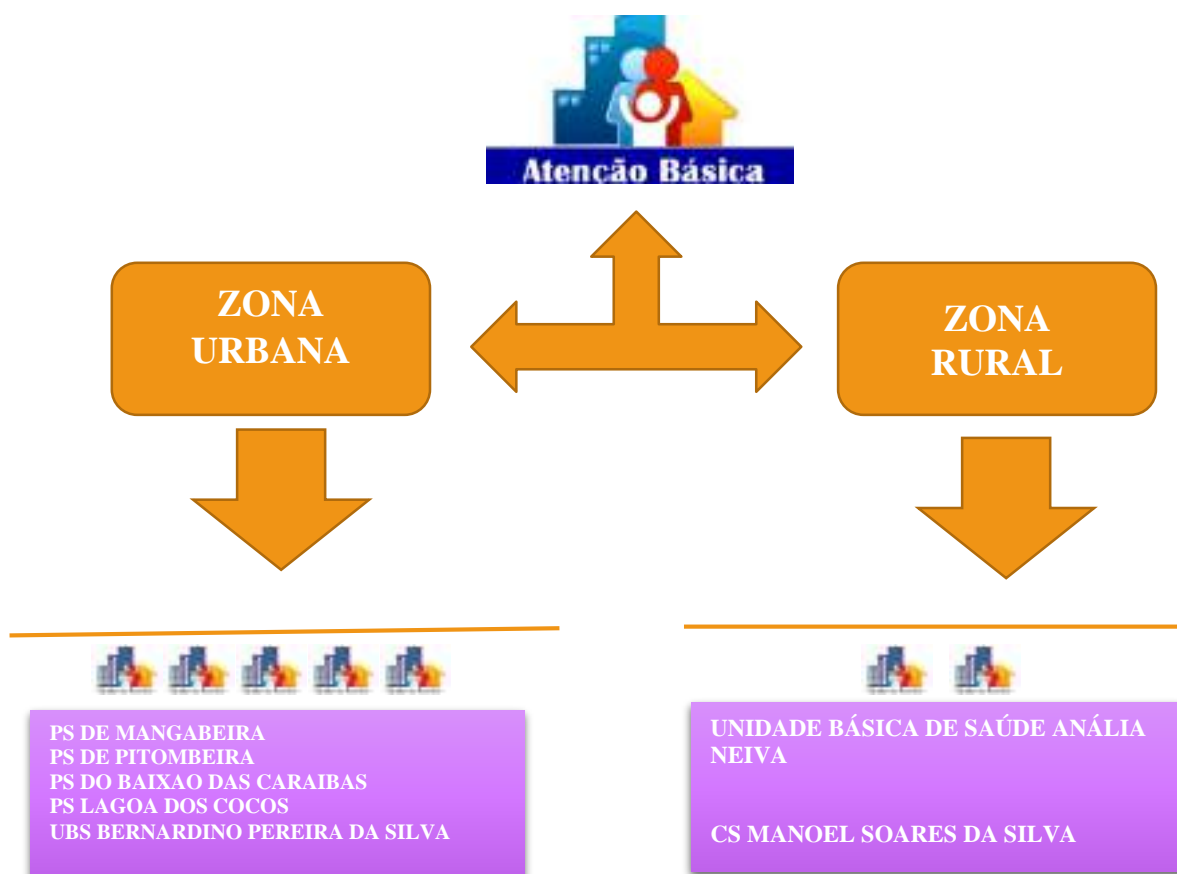 Atenção Básica
ZONA
URBANA
ZONA
RURAL
PS DE MANGABEIRA
PS DE PITOMBEIRA
PS DO BAIXAO DAS CARAIBAS
PS LAGOA DOS COCOS
UBS BERNARDINO PEREIRA DA SILVA
UNIDADE BÁSICA DE SAÚDE ANÁLIA
NEIVA
CS MANOEL SOARES DA SILVA